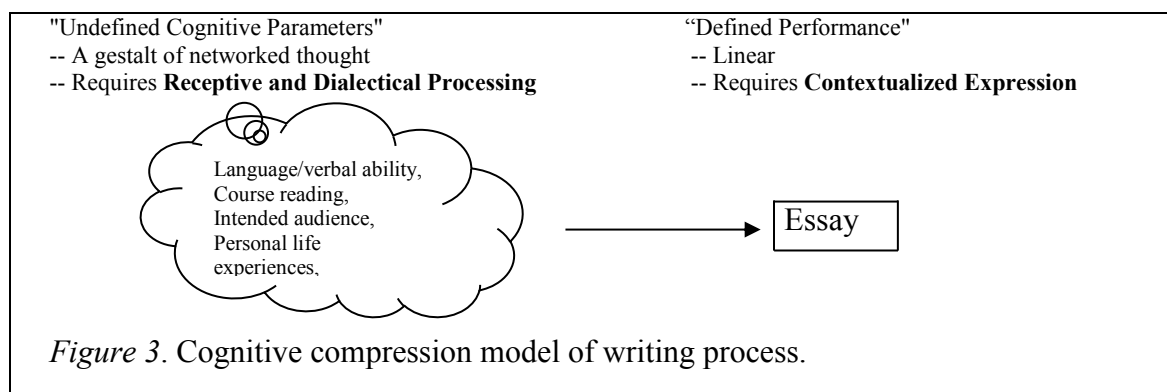 "Undefined Cognitive Parameters"
-- A gestalt of networked thought
-- Requires Receptive and Dialectical Processing
“Defined Performance"
-- Linear
-- Requires Contextualized Expression
Language/verbal ability,
Course reading,
Intended audience,
Personal life
experiences,
Essay
Figure 3. Cognitive compression model of writing process.